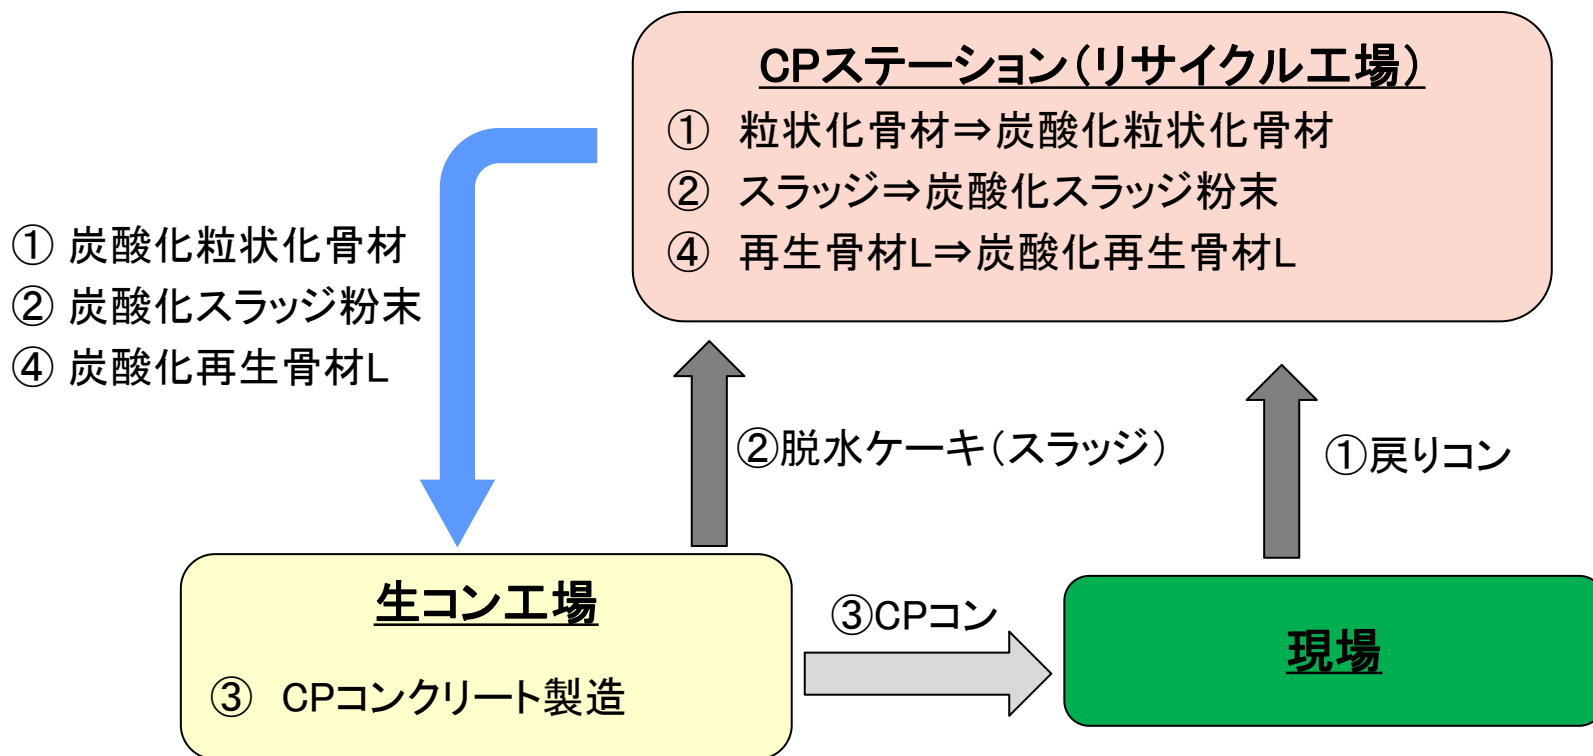 CPステーション（リサイクル工場）
① 粒状化骨材⇒炭酸化粒状化骨材
② スラッジ⇒炭酸化スラッジ粉末
④ 再生骨材L⇒炭酸化再生骨材L
① 炭酸化粒状化骨材
② 炭酸化スラッジ粉末
④ 炭酸化再生骨材L
②脱水ケーキ（スラッジ）
①戻りコン
生コン工場
③ CPコンクリート製造
③CPコン
現場